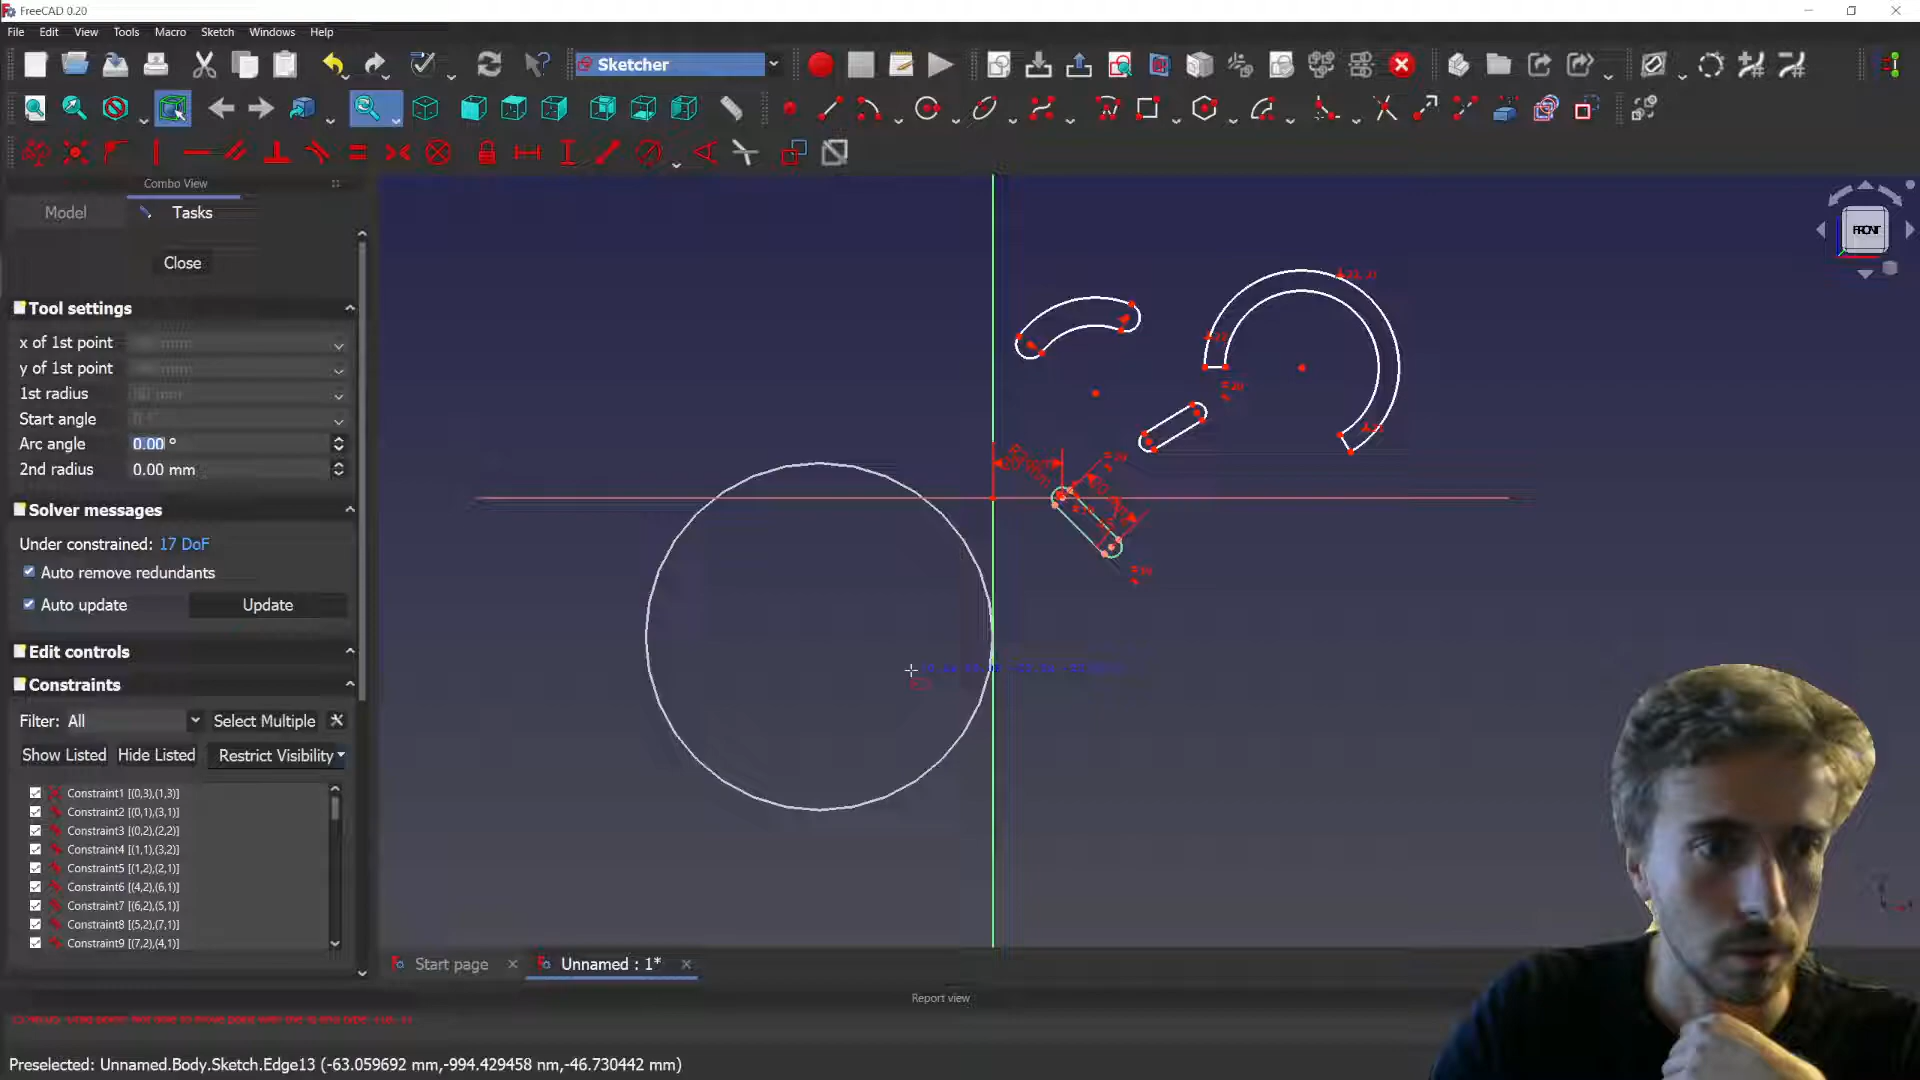 FreeCAD 0.20
File Edit View Tools Macro Sketch Windows Help
Sketcher
Combo View
Model Tasks
Close
Tool settings
x of 1st point
y of 1st point
1st radius
Start angle
Arc angle 0.00 °
2nd radius 0.00 mm
Solver messages
Under constrained: 17 DoF
Auto remove redundants
Auto update Update
Edit controls
Constraints
Filter: All Select Multiple
Show Listed Hide Listed Restrict Visibility
Constraint1 [(0,3),(1,3)]
Constraint2 [(0,1),(3,1)]
Constraint3 [(0,2),(2,2)]
Constraint4 [(1,1),(3,2)]
Constraint5 [(1,2),(2,1)]
Constraint6 [(4,2),(6,1)]
Constraint7 [(6,2),(5,1)]
Constraint8 [(5,2),(7,1)]
Constraint9 [(7,2),(4,1)]
FRONT
Start page Unnamed : 1*
Report view
Preselected: Unnamed.Body.Sketch.Edge13 (-63.059692 mm,-994.429458 nm,-46.730442 mm)